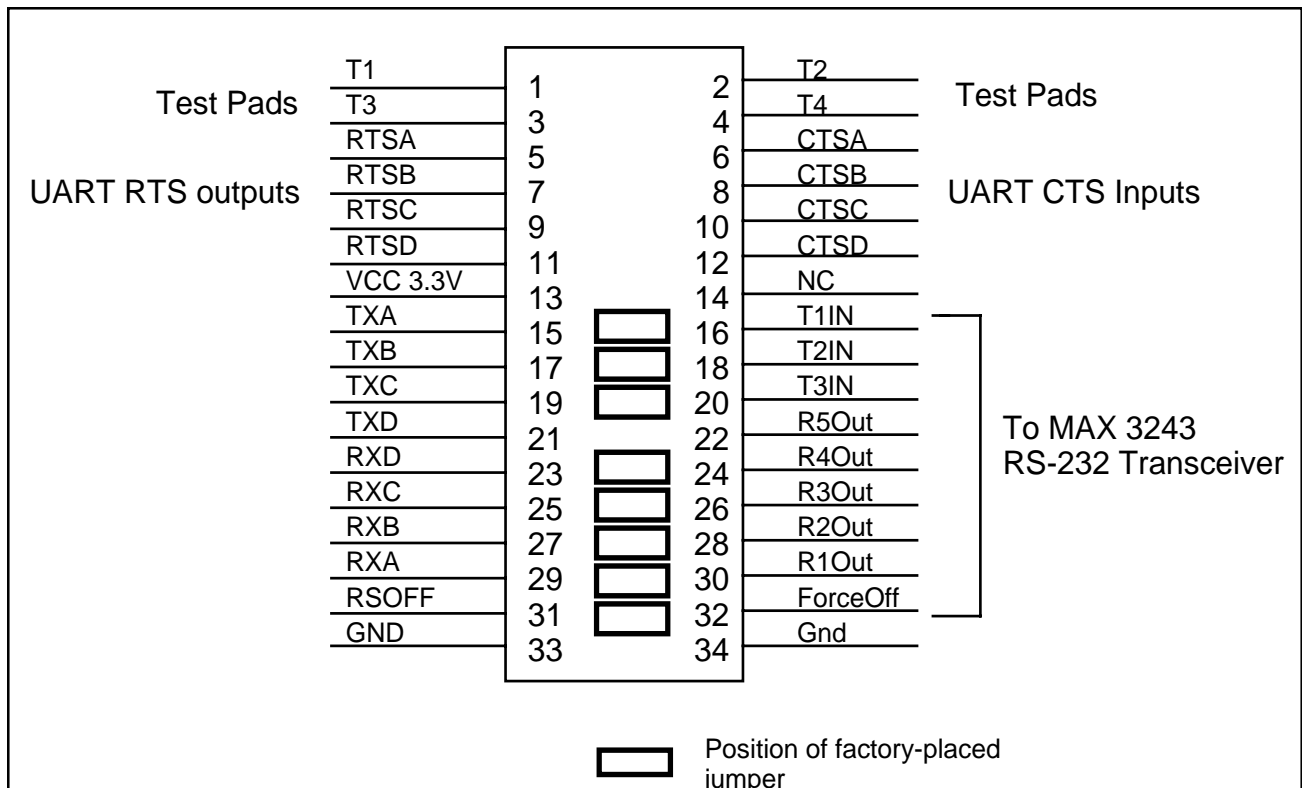 T1 1 2 T2
Test Pads Test Pads
T3 3 4 T4
RTSA 5 6 CTSA
UART RTS outputs UART CTS Inputs
RTSB 7 8 CTSB
RTSC 9 10 CTSC
RTSD 11 12 CTSD
VCC 3.3V 13 14 NC
TXA 15 16 T1IN
TXB 17 18 T2IN
TXC 19 20 T3IN
TXD 21 22 R5Out
To MAX 3243
RS-232 Transceiver
RXD 23 24 R4Out
RXC 25 26 R3Out
RXB 27 28 R2Out
RXA 29 30 R1Out
RSOFF 31 32 ForceOff
GND 33 34 Gnd
Position of factory-placed
jumper